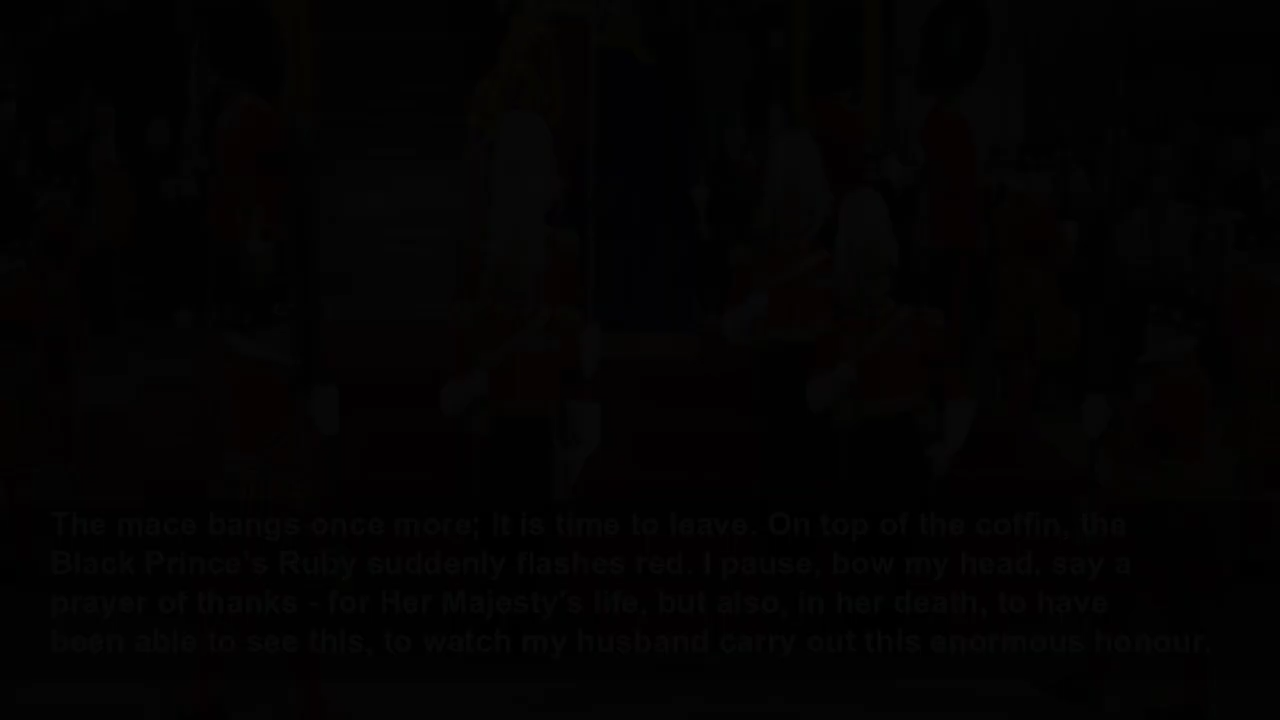 The mace bangs once more; it is time to leave. On top of the coffin, the
Black Prince's Ruby suddenly flashes red. I pause, bow my head, say a
prayer of thanks - for Her Majesty's life, but also, in her death, to have
been able to see this, to watch my husband carry out this enormous honour.